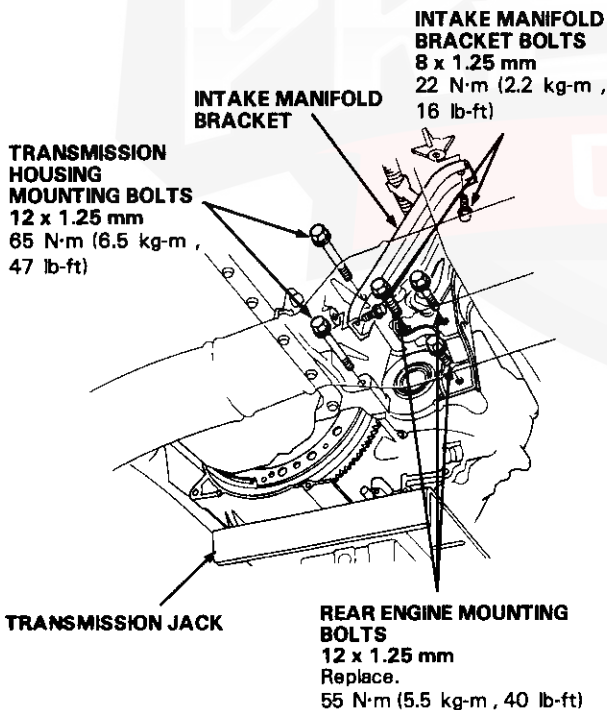 INTAKE MANIFOLD
BRACKET BOLTS
8 x 1.25 mm
22 N·m (2.2 kg-m ,
16 lb-ft)
INTAKE MANIFOLD
BRACKET
TRANSMISSION
HOUSING
MOUNTING BOLTS
12 x 1.25 mm
65 N·m (6.5 kg-m ,
47 lb-ft)
TRANSMISSION JACK
REAR ENGINE MOUNTING
BOLTS
12 x 1.25 mm
Replace.
55 N·m (5.5 kg-m , 40 lb-ft)